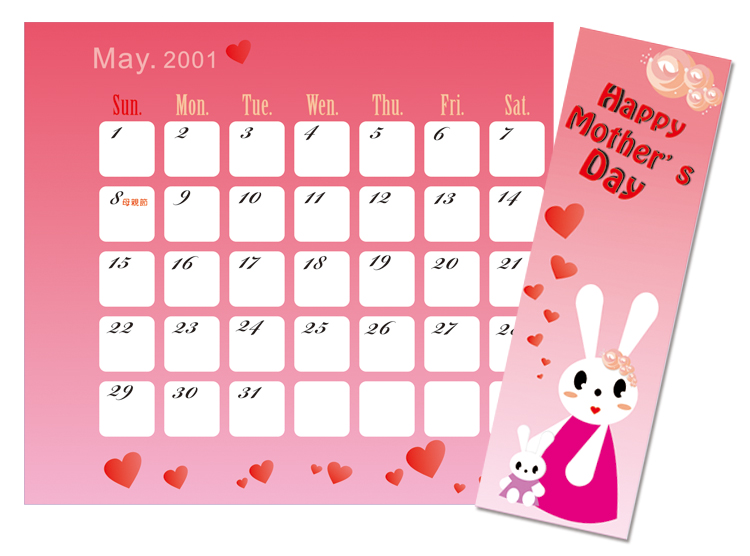 May. 2001
Sun. Mon. Tue. Wen. Thu. Fri. Sat.
1 2 3 4 5 6 7
8 母親節 9 10 11 12 13 14
15 16 17 18 19 20 21
22 23 24 25 26 27 28
29 30 31
Happy
Mother's
Day